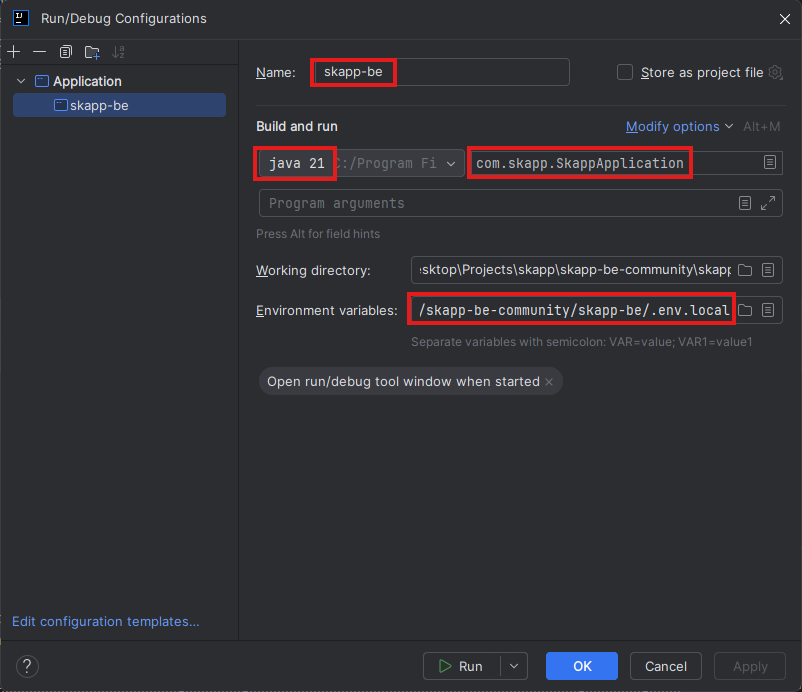 Run/Debug Configurations
Application
skapp-be
Name: skapp-be Store as project file
Build and run Modify options Alt+M
java 21 C:/Program Fi com.skapp.SkappApplication
Program arguments
Press Alt for field hints
Working directory: sktop\Projects\skapp\skapp-be-community\skapp
Environment variables: /skapp-be-community/skapp-be/.env.local
Separate variables with semicolon: VAR=value; VAR1=value1
Open run/debug tool window when started
Edit configuration templates...
? Run OK Cancel Apply